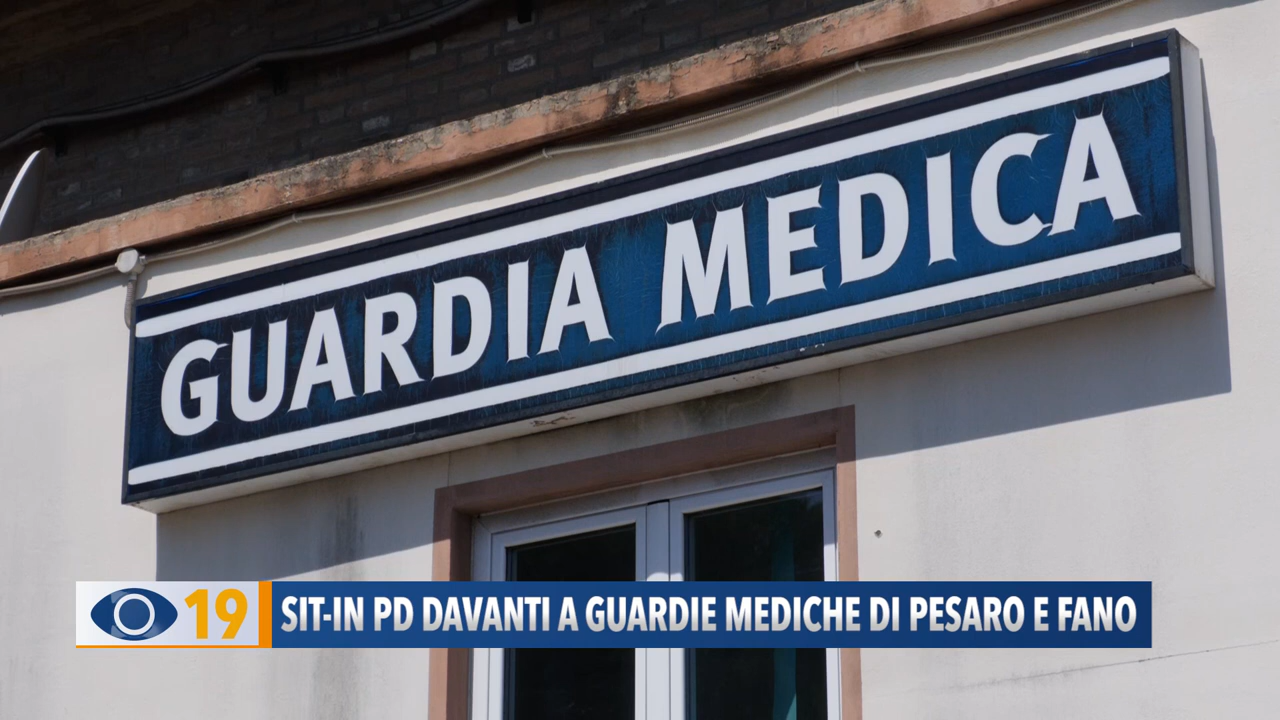 GUARDIA MEDICA
19 SIT-IN PD DAVANTI A GUARDIE MEDICHE DI PESARO E FANO